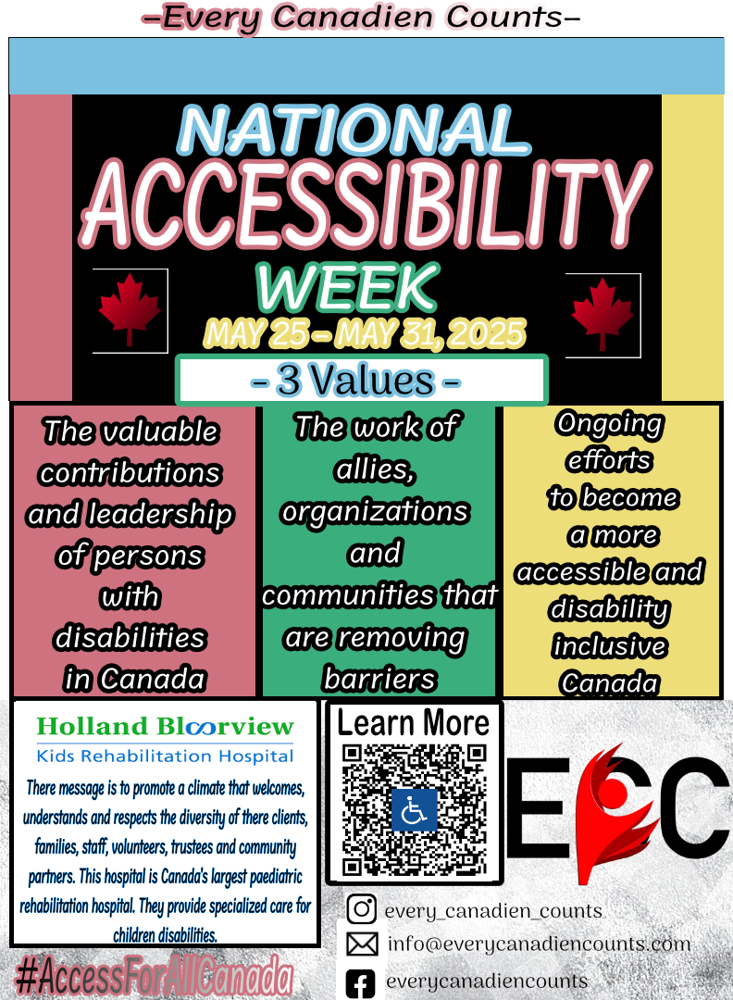 –Every Canadien Counts–
NATIONAL
ACCESSIBILITY
WEEK
MAY 25 – MAY 31, 2025
- 3 Values -
The valuable
contributions
and leadership
of persons
with
disabilities
in Canada
The work of
allies,
organizations
and
communities that
are removing
barriers
Ongoing
efforts
to become
a more
accessible and
disability
inclusive
Canada
Holland Bloorview
Kids Rehabilitation Hospital
There message is to promote a climate that welcomes,
understands and respects the diversity of there clients,
families, staff, volunteers, trustees and community
partners. This hospital is Canada's largest paediatric
rehabilitation hospital. They provide specialized care for
children disabilities.
#AccessForAllCanada
Learn More
ECC
every_canadien_counts
info@everycanadiencounts.com
everycanadiencounts